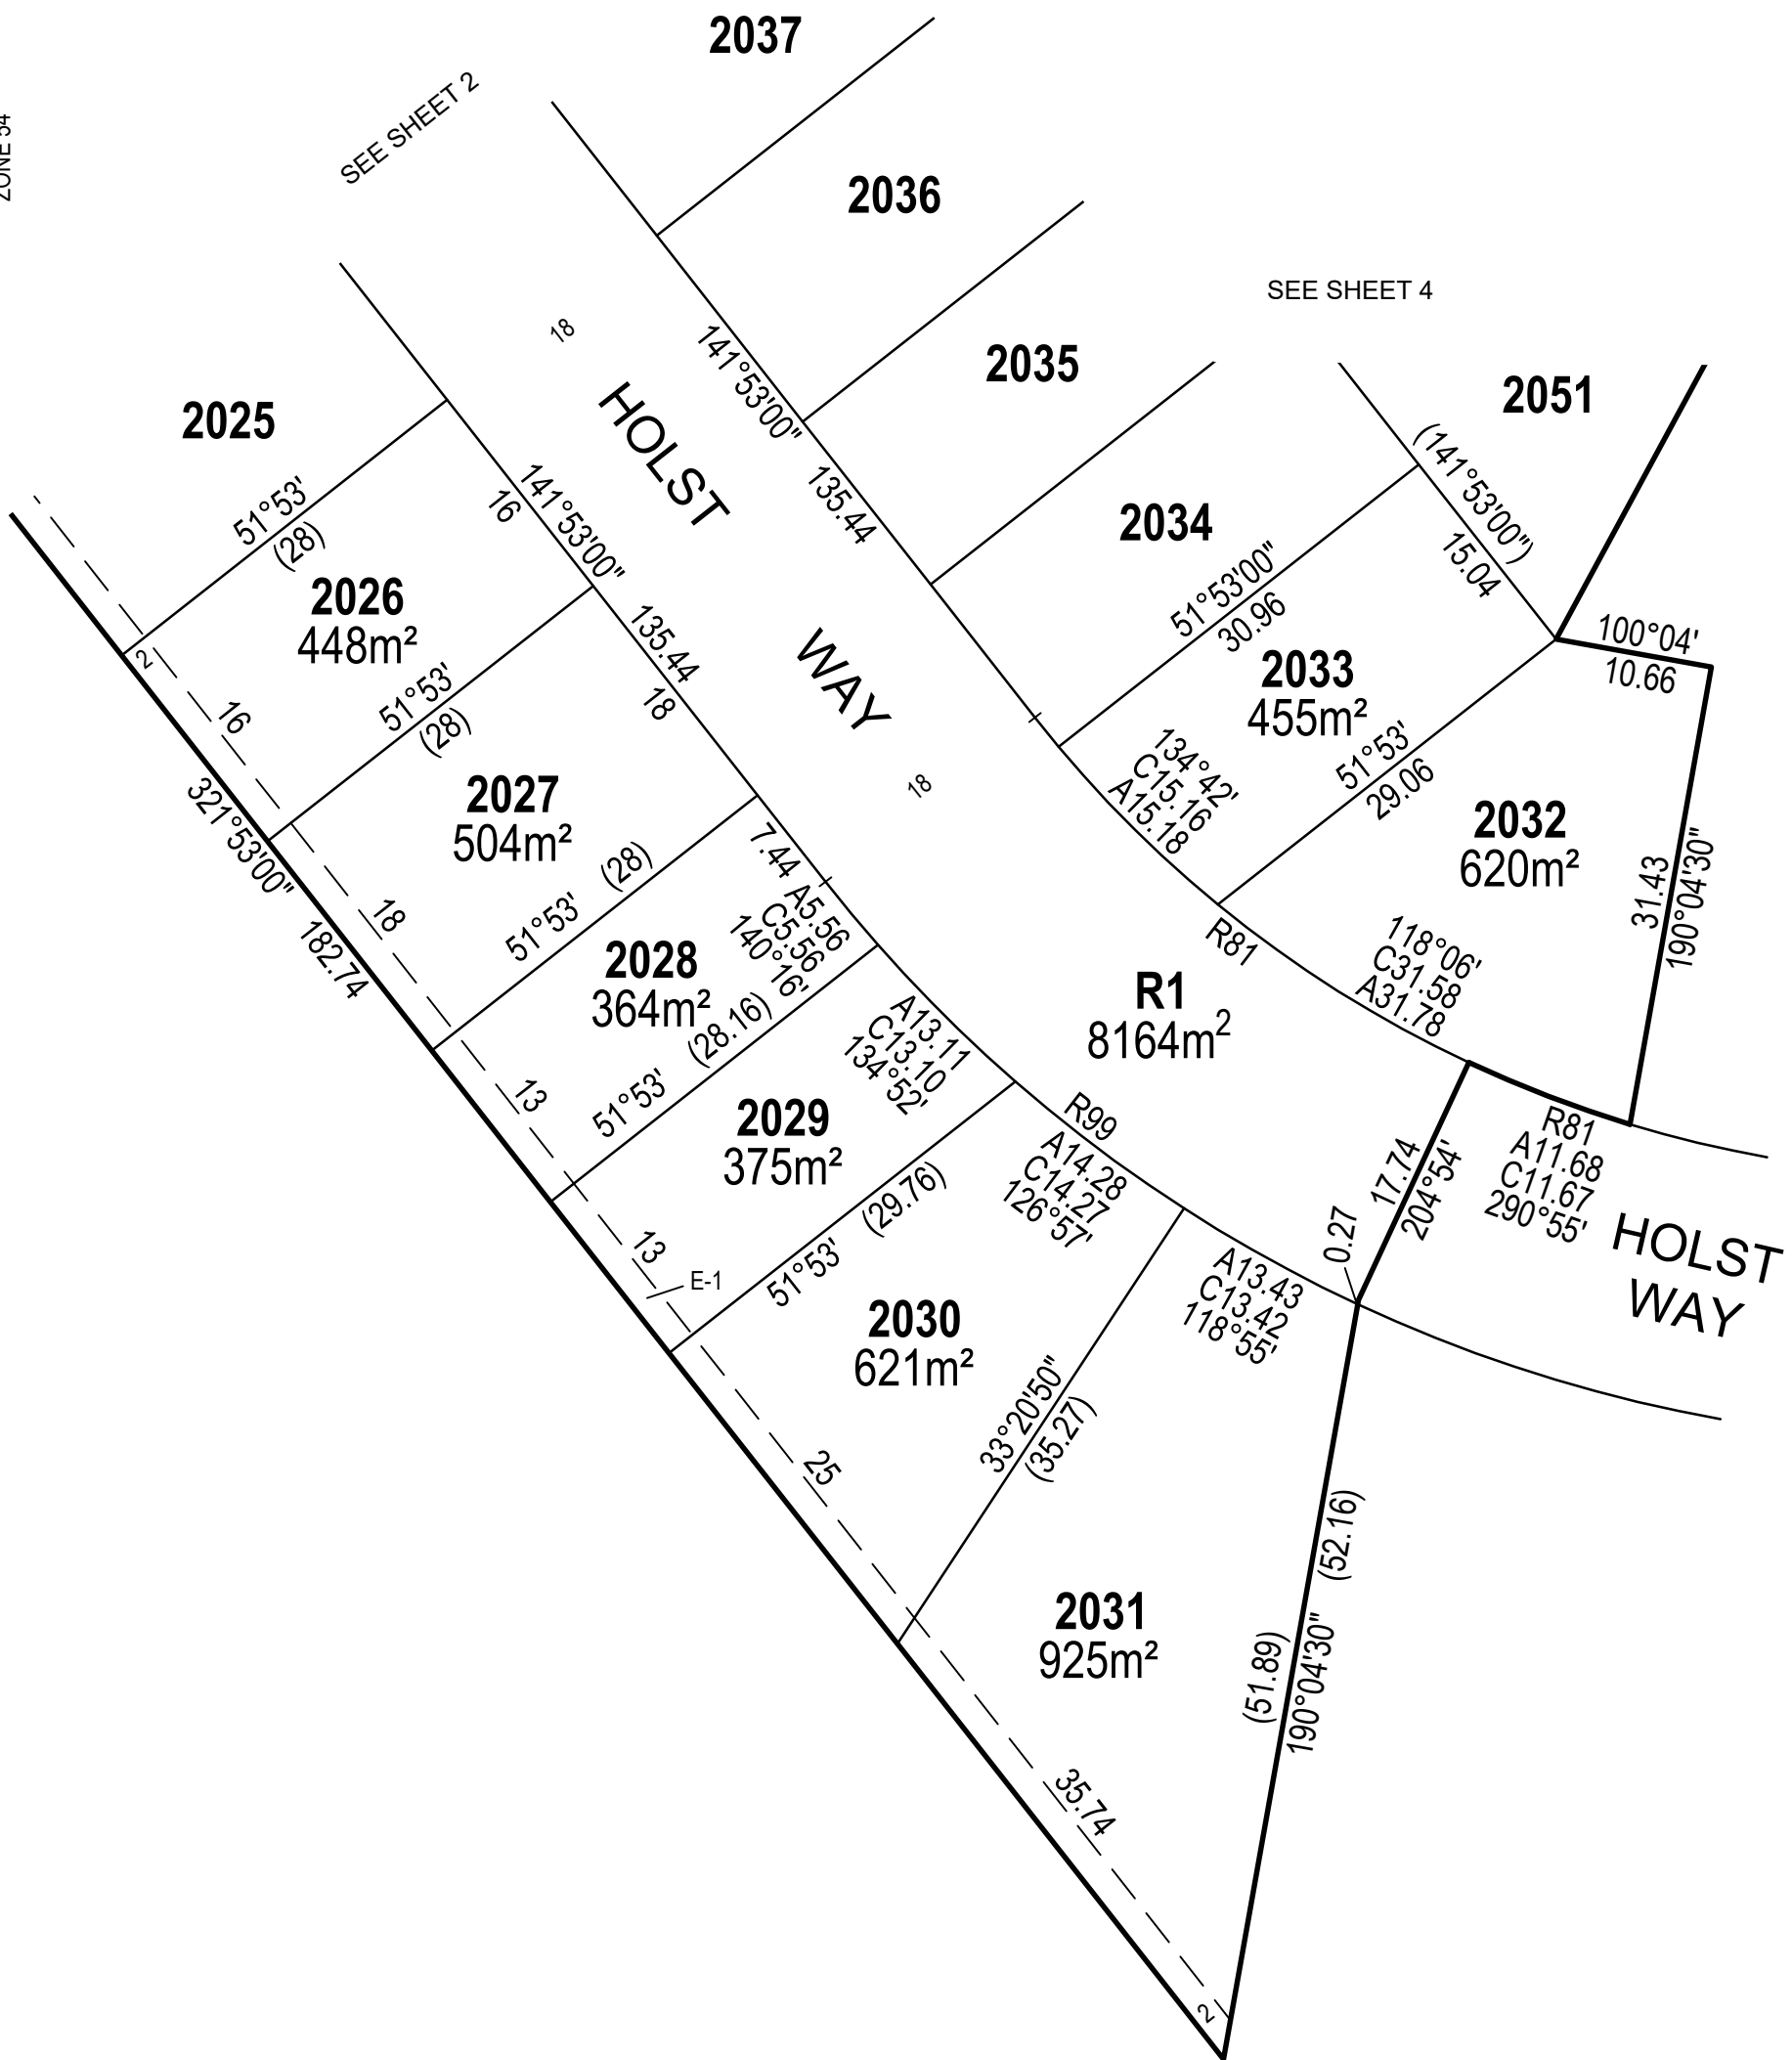 2037
SEE SHEET 2
ZONE 54
2036
SEE SHEET 4
18
HOLST
WAY
18
141°53'00"
135.44
2035
2051
(141°53'00")
15.04
2025
51°53'
(28)
16
141°53'00"
135.44
18
2034
51°53'00"
30.96
2026
448m²
2
16
51°53'
(28)
100°04'
10.66
2033
455m²
134°42'
C15.16
A15.18
51°53'
29.06
2027
504m²
321°53'00"
182.74
18
51°53'
(28)
7.44
2032
620m²
31.43
190°04'30"
R81
118°06'
C31.58
A31.78
2028
364m²
A5.56
C5.56
140°16'
13
51°53'
(28.16)
R1
8164m²
2029
375m²
A13.11
C13.10
134°52'
13
E-1
51°53'
(29.76)
R99
A14.28
C14.27
126°57'
R81
A11.68
C11.67
290°55'
17.74
204°54'
0.27
HOLST
WAY
2030
621m²
A13.43
C13.42
118°55'
25
33°20'50"
(35.27)
2031
925m²
(52.16)
(51.89)
190°04'30"
35.74
2